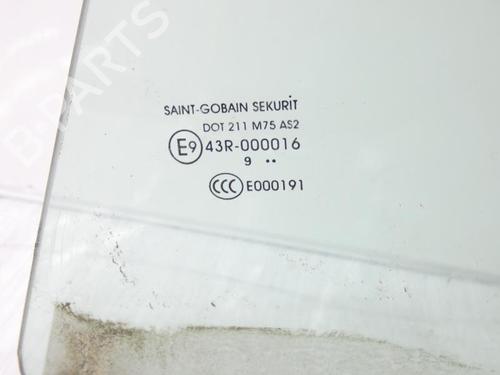 B-PARTS
SAINT-GOBAIN SEKURIT
DOT 211 M75 AS2
E9 43R-000016
9 ••
CCC E000191